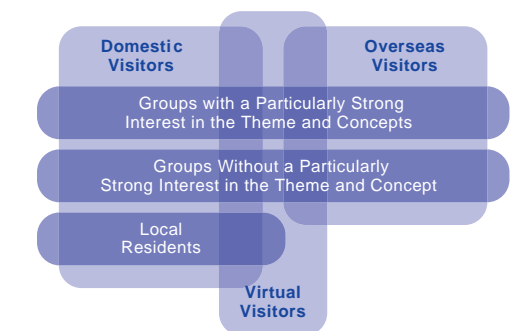 Domestic
Visitors
Overseas
Visitors
Groups with a Particularly Strong
Interest in the Theme and Concepts
Groups Without a Particularly
Strong Interest in the Theme and Concept
Local
Residents
Virtual
Visitors